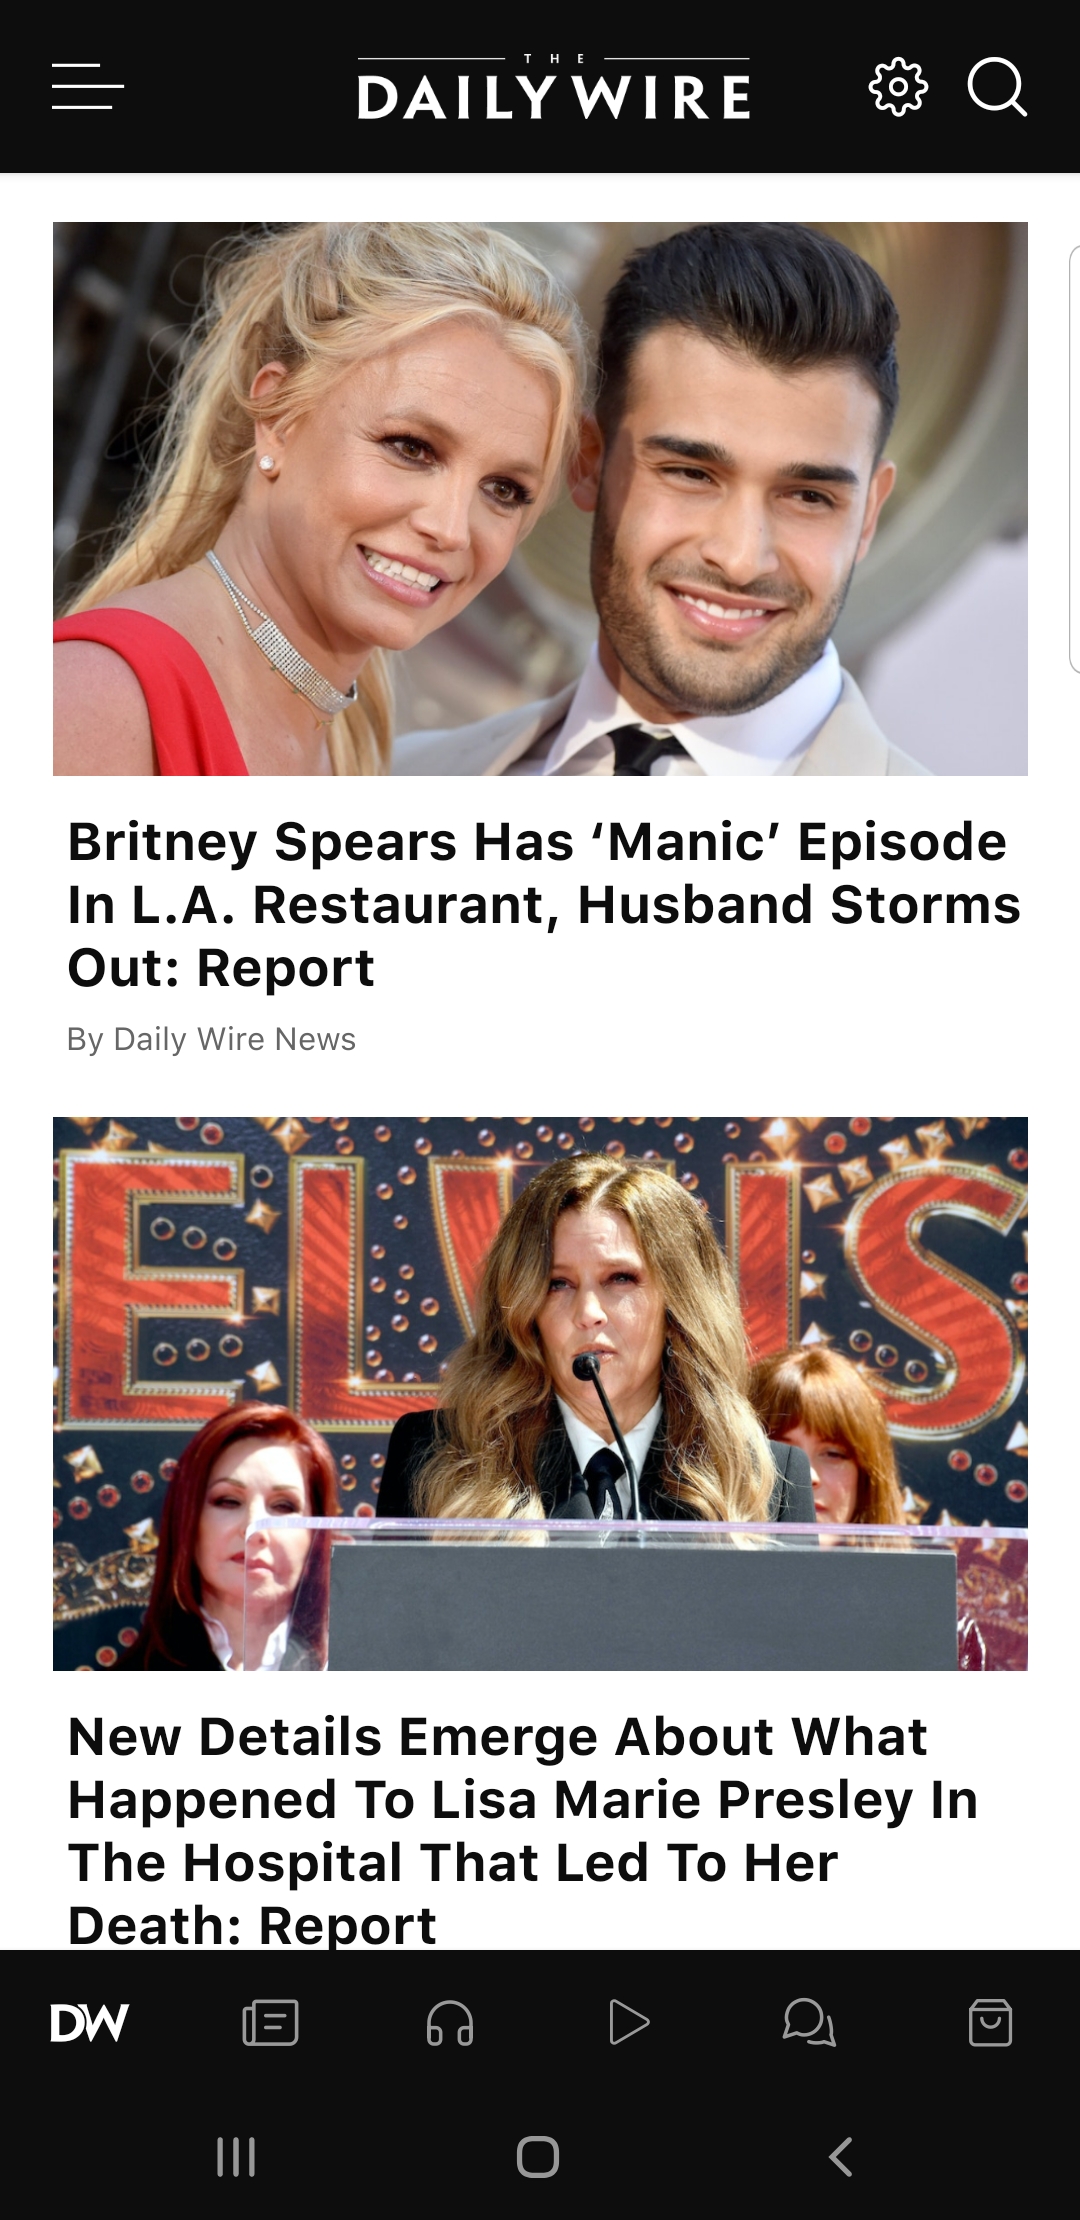 THE
DAILY WIRE
Britney Spears Has ‘Manic’ Episode
In L.A. Restaurant, Husband Storms
Out: Report
By Daily Wire News
ELVIS
New Details Emerge About What
Happened To Lisa Marie Presley In
The Hospital That Led To Her
Death: Report
DW